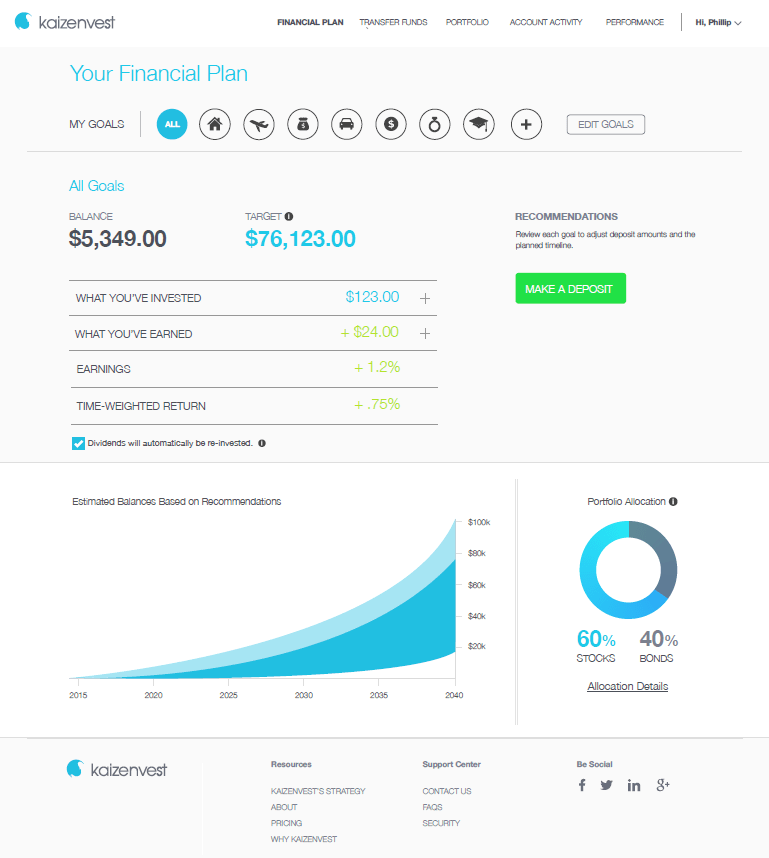 kaizenvest
FINANCIAL PLAN TRANSFER FUNDS PORTFOLIO ACCOUNT ACTIVITY PERFORMANCE Hi, Phillip
Your Financial Plan
MY GOALS ALL $ $ + EDIT GOALS
All Goals
BALANCE
$5,349.00
TARGET i
$76,123.00
RECOMMENDATIONS
Review each goal to adjust deposit amounts and the
planned timeline.
MAKE A DEPOSIT
WHAT YOU'VE INVESTED $123.00 +
WHAT YOU'VE EARNED + $24.00 +
EARNINGS + 1.2%
TIME-WEIGHTED RETURN + .75%
Dividends will automatically be re-invested. i
Estimated Balances Based on Recommendations
$100k
$80k
$60k
$40k
$20k
2015 2020 2025 2030 2035 2040
Portfolio Allocation i
60% 40%
STOCKS BONDS
Allocation Details
kaizenvest
Resources
KAIZENVEST'S STRATEGY
ABOUT
PRICING
WHY KAIZENVEST
Support Center
CONTACT US
FAQS
SECURITY
Be Social
f in g+